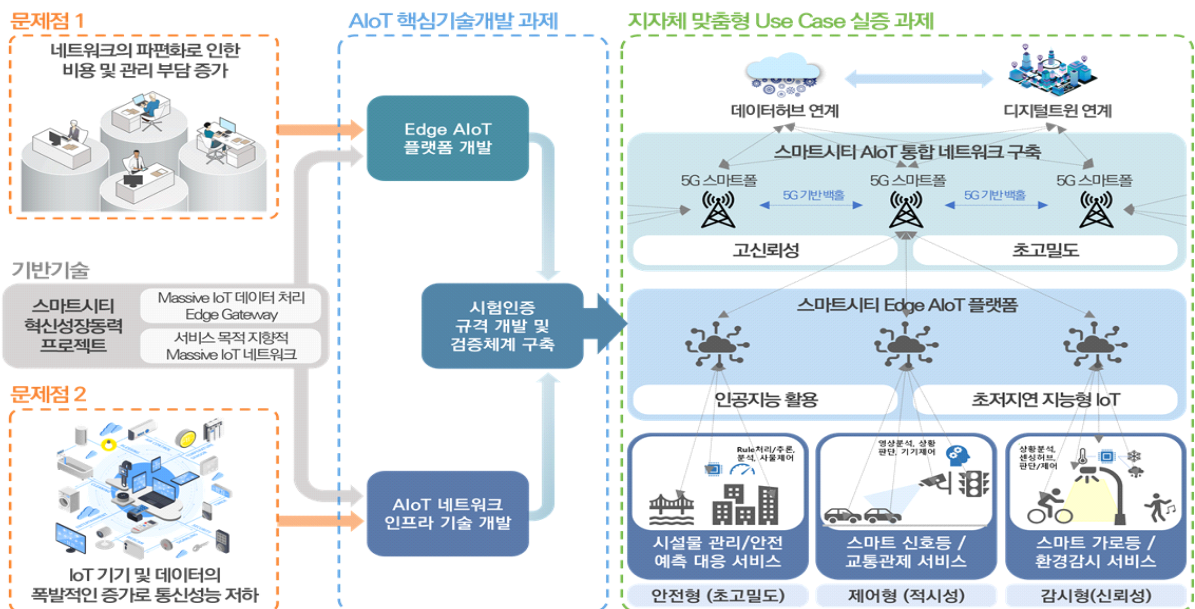 문제점 1
네트워크의 파편화로 인한
비용 및 관리 부담 증가
기반기술
스마트시티
혁신성장동력
프로젝트
Massive IoT 데이터 처리
Edge Gateway
서비스 목적 지향적
Massive IoT 네트워크
문제점 2
IoT 기기 및 데이터의
폭발적인 증가로 통신성능 저하
AIoT 핵심기술개발 과제
Edge AIoT
플랫폼 개발
시험인증
규격 개발 및
검증체계 구축
AIoT 네트워크
인프라 기술 개발
지자체 맞춤형 Use Case 실증 과제
데이터허브 연계
디지털트윈 연계
스마트시티 AIoT 통합 네트워크 구축
5G 스마트폴
5G 스마트폴
5G 스마트폴
5G 기반 백홀
5G 기반 백홀
고신뢰성
초고밀도
스마트시티 Edge AIoT 플랫폼
인공지능 활용
초저지연 지능형 IoT
Rule처리/추론,
분석, 사물제어
시설물 관리/안전
예측 대응 서비스
안전형 (초고밀도)
영상분석, 상황
판단, 기기제어
스마트 신호등 /
교통관제 서비스
제어형 (적시성)
상황분석,
센싱허브,
판단/제어
스마트 가로등 /
환경감시 서비스
감시형(신뢰성)